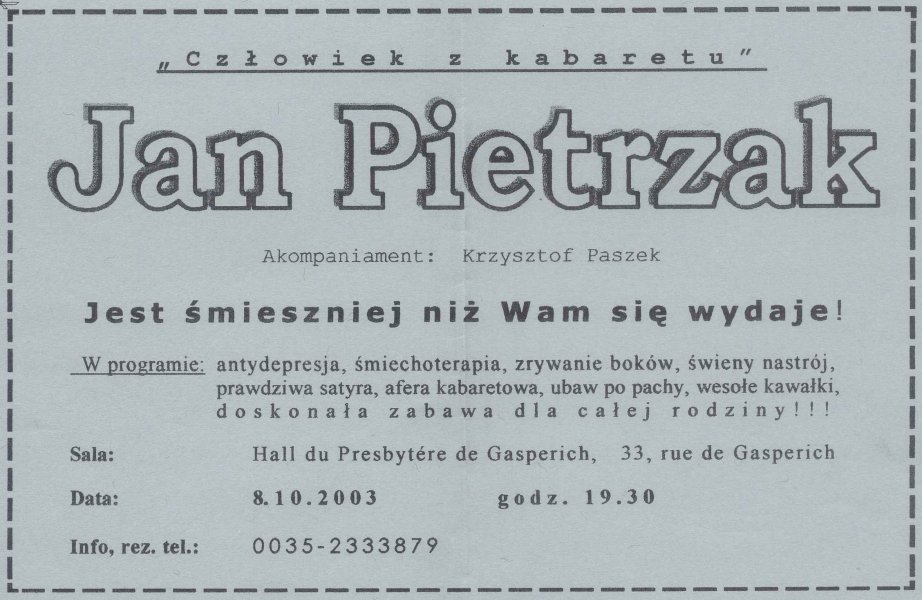 „Człowiek z kabaretu”
Jan Pietrzak
Akompaniament: Krzysztof Paszek
Jest śmieszniej niż Wam się wydaje!
W programie: antydepresja, śmiechoterapia, zrywanie boków, świeny nastrój,
prawdziwa satyra, afera kabaretowa, ubaw po pachy, wesołe kawałki,
doskonała zabawa dla całej rodziny!!!
Sala: Hall du Presbytére de Gasperich, 33, rue de Gasperich
Data: 8.10.2003 godz. 19.30
Info, rez. tel.: 0035-2333879